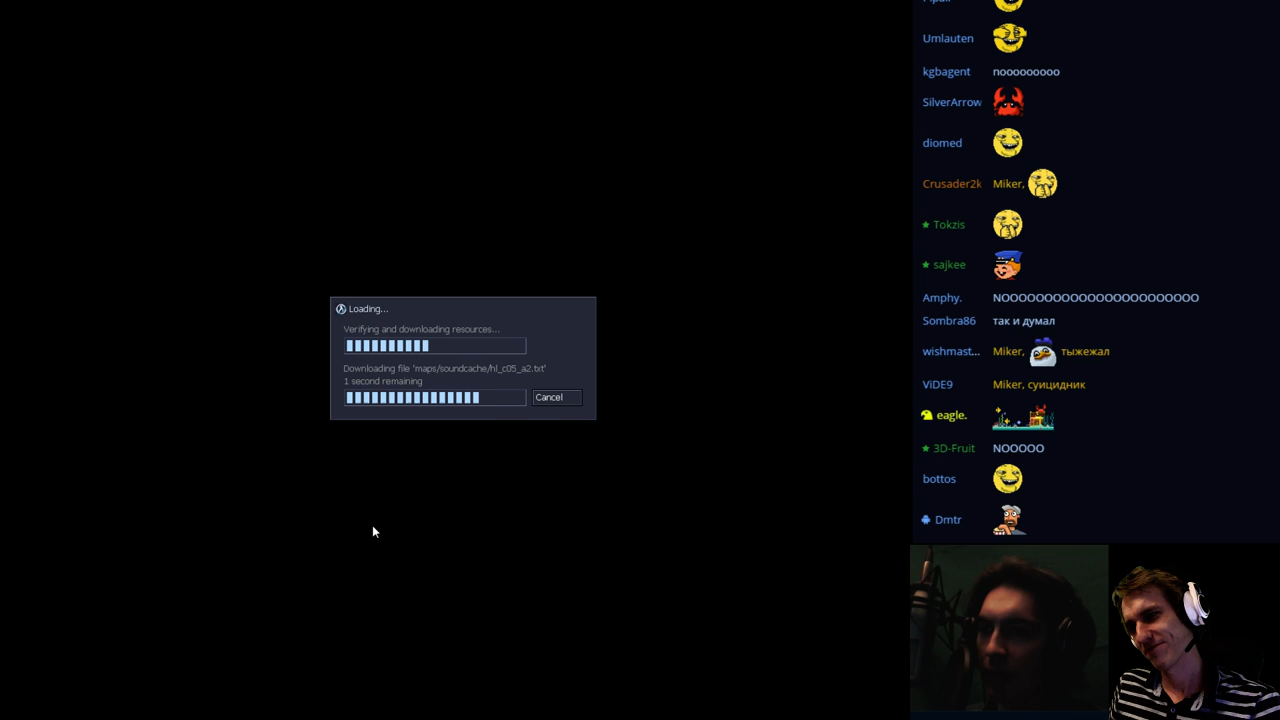 Loading...
Verifying and downloading resources...
Downloading file 'maps/soundcache/hl_c05_a2.txt'
1 second remaining
Cancel
Umlauten
kgbagent nooooooooo
SilverArrow
diomed
Crusader2k Miker,
Tokzis
sajkee
Amphy. NOOOOOOOOOOOOOOOOOOOOOOO
Sombra86 так и думал
wishmast... Miker, тыжежал
ViDE9 Miker, суицидник
eagle.
3D-Fruit NOOOOO
bottos
Dmtr